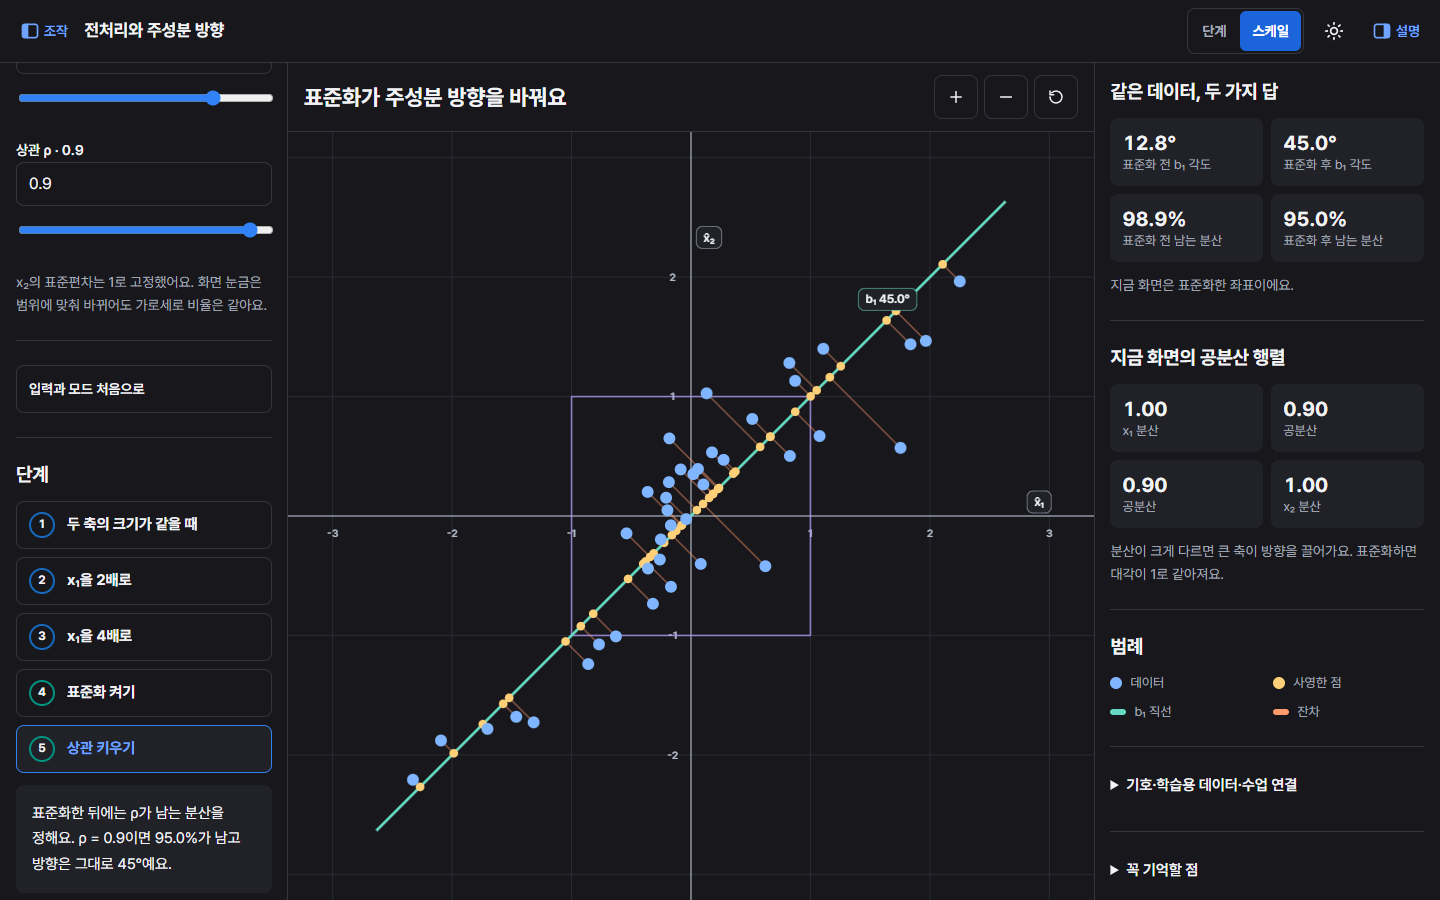 조작
전처리와 주성분 방향
단계
스케일
설명
상관 ρ · 0.9
0.9
x₂의 표준편차는 1로 고정했어요. 화면 눈금은
범위에 맞춰 바뀌어도 가로세로 비율은 같아요.
입력과 모드 처음으로
단계
1 두 축의 크기가 같을 때
2 x₁을 2배로
3 x₁을 4배로
4 표준화 켜기
5 상관 키우기
표준화한 뒤에는 ρ가 남는 분산을
정해요. ρ = 0.9이면 95.0%가 남고
방향은 그대로 45°예요.
표준화가 주성분 방향을 바꿔요
x̂₂
2
b₁ 45.0°
1
x̂₁
-3 -2 -1 1 2 3
-1
-2
같은 데이터, 두 가지 답
12.8°
표준화 전 b₁ 각도
45.0°
표준화 후 b₁ 각도
98.9%
표준화 전 남는 분산
95.0%
표준화 후 남는 분산
지금 화면은 표준화한 좌표이에요.
지금 화면의 공분산 행렬
1.00
x₁ 분산
0.90
공분산
0.90
공분산
1.00
x₂ 분산
분산이 크게 다르면 큰 축이 방향을 끌어가요. 표준화하면
대각이 1로 같아져요.
범례
데이터
사영한 점
b₁ 직선
잔차
기호·학습용 데이터·수업 연결
꼭 기억할 점